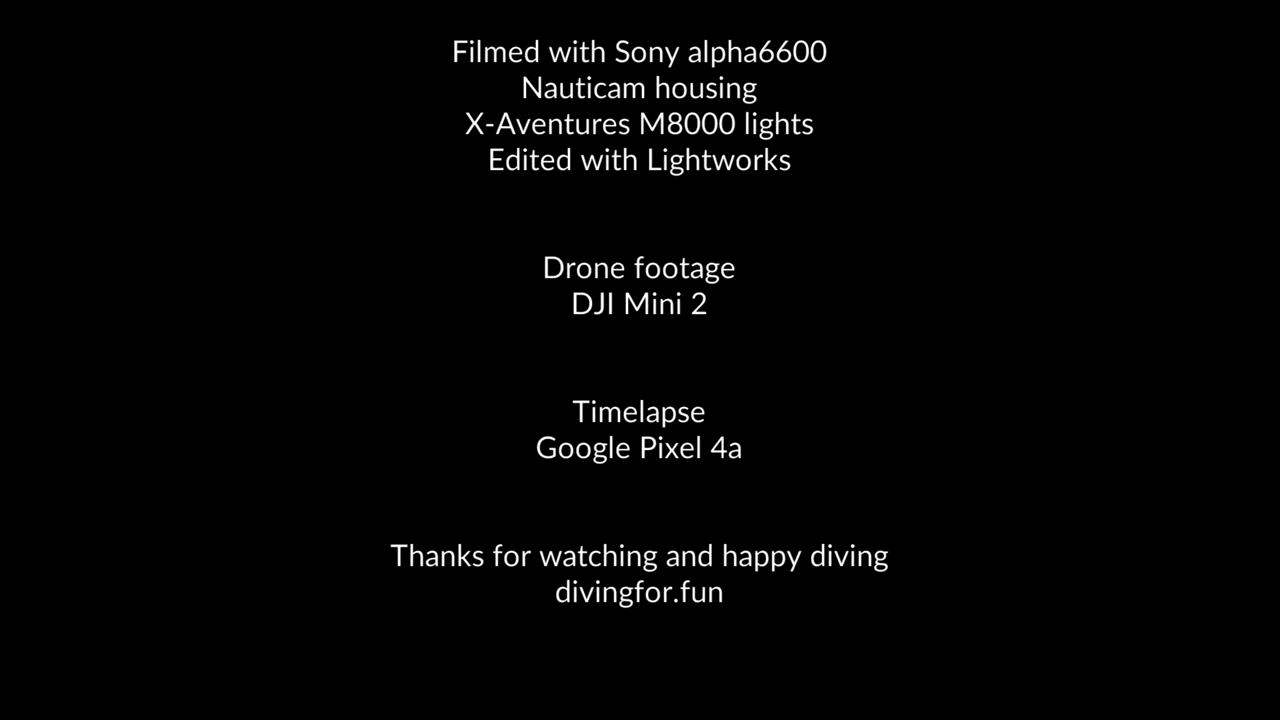 Filmed with Sony alpha6600
Nauticam housing
X-Aventures M8000 lights
Edited with Lightworks
Drone footage
DJI Mini 2
Timelapse
Google Pixel 4a
Thanks for watching and happy diving
divingfor.fun